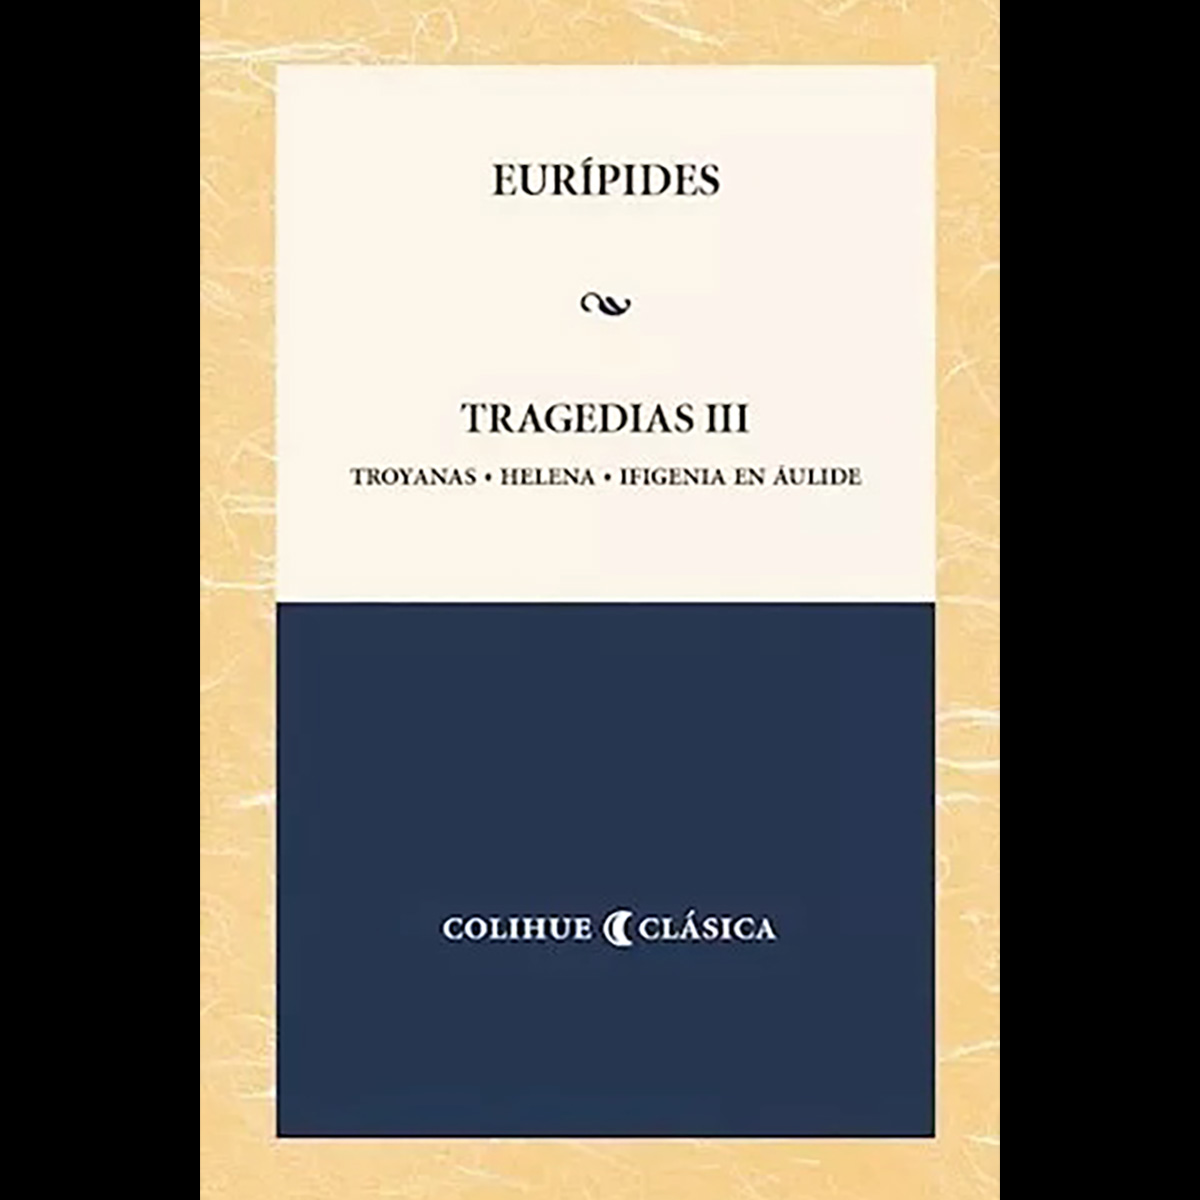 EURÍPIDES
TRAGEDIAS III
TROYANAS • HELENA • IFIGENIA EN ÁULIDE
COLIHUE CLÁSICA